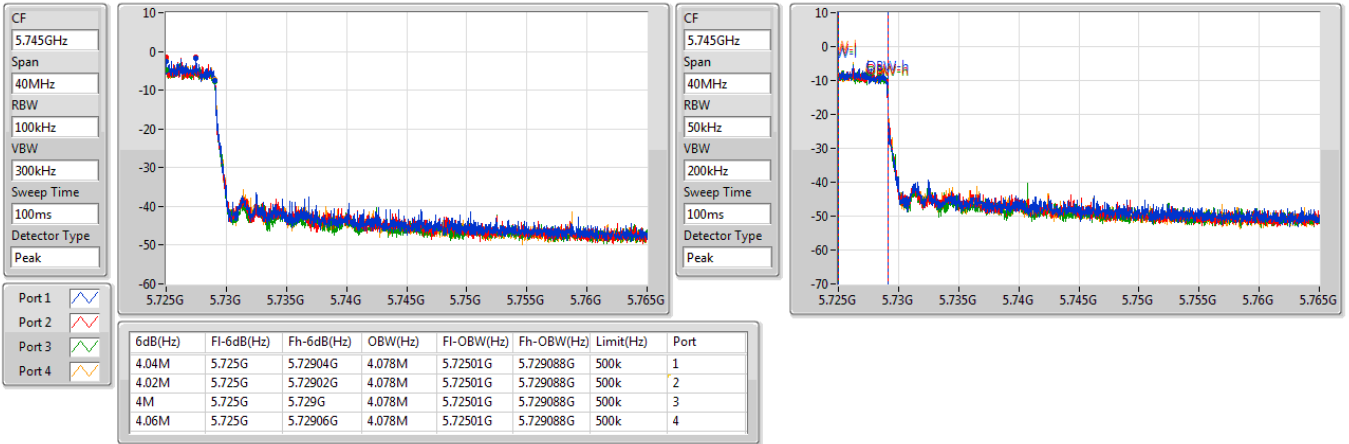 CF
5.745GHz
Span
40MHz
RBW
100kHz
VBW
300kHz
Sweep Time
100ms
Detector Type
Peak
10
0
-10
-20
-30
-40
-50
-60
5.725G 5.73G 5.735G 5.74G 5.745G 5.75G 5.755G 5.76G 5.765G
CF
5.745GHz
Span
40MHz
RBW
50kHz
VBW
200kHz
Sweep Time
100ms
Detector Type
Peak
10
0
-10
-20
-30
-40
-50
-60
-70
5.725G 5.73G 5.735G 5.74G 5.745G 5.75G 5.755G 5.76G 5.765G
Port 1
Port 2
Port 3
Port 4
6dB(Hz) Fl-6dB(Hz) Fh-6dB(Hz) OBW(Hz) Fl-OBW(Hz) Fh-OBW(Hz) Limit(Hz) Port
4.04M 5.725G 5.72904G 4.078M 5.72501G 5.729088G 500k 1
4.02M 5.725G 5.72902G 4.078M 5.72501G 5.729088G 500k 2
4M 5.725G 5.729G 4.078M 5.72501G 5.729088G 500k 3
4.06M 5.725G 5.72906G 4.078M 5.72501G 5.729088G 500k 4